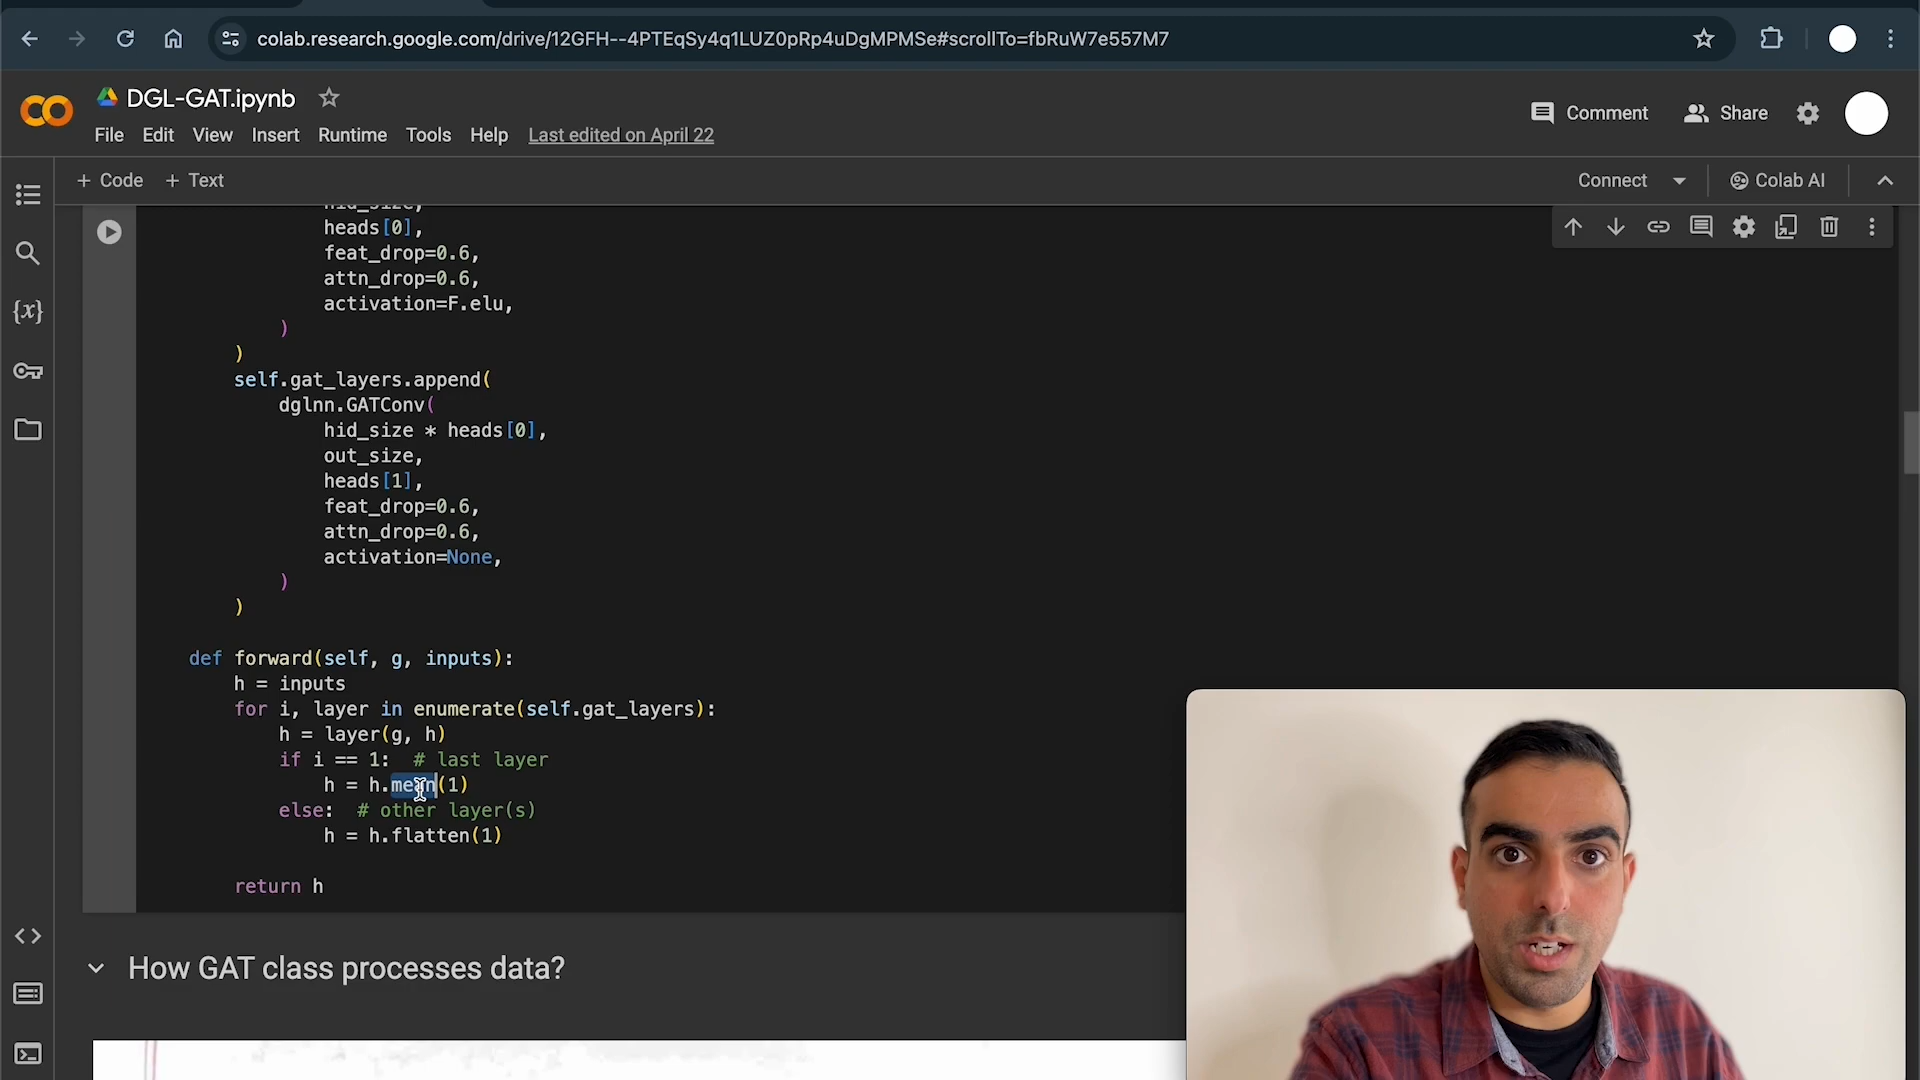 colab.research.google.com/drive/12GFH--4PTEqSy4q1LUZ0pRp4uDgMPMSe#scrollTo=fbRuW7e557M7
DGL-GAT.ipynb
File Edit View Insert Runtime Tools Help Last edited on April 22
Comment Share
+ Code + Text
Connect Colab AI
{x}
hid_size,
heads[0],
feat_drop=0.6,
attn_drop=0.6,
activation=F.elu,
)
)
self.gat_layers.append(
dglnn.GATConv(
hid_size * heads[0],
out_size,
heads[1],
feat_drop=0.6,
attn_drop=0.6,
activation=None,
)
)
def forward(self, g, inputs):
h = inputs
for i, layer in enumerate(self.gat_layers):
h = layer(g, h)
if i == 1: # last layer
h = h.mean(1)
else: # other layer(s)
h = h.flatten(1)
return h
How GAT class processes data?